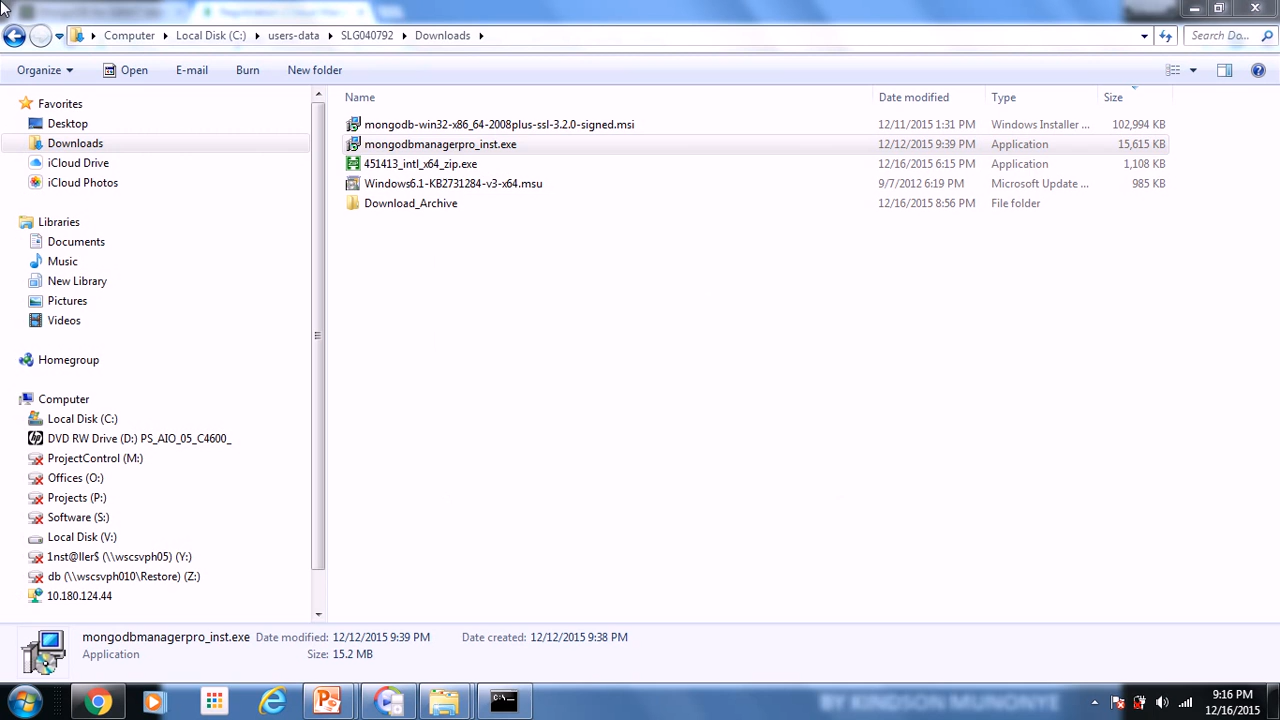 Computer Local Disk (C:) users-data SLG040792 Downloads Search Do...
Organize Open E-mail Burn New folder
Name Date modified Type Size
mongodb-win32-x86_64-2008plus-ssl-3.2.0-signed.msi 12/11/2015 1:31 PM Windows Installer ... 102,994 KB
mongodbmanagerpro_inst.exe 12/12/2015 9:39 PM Application 15,615 KB
451413_intl_x64_zip.exe 12/16/2015 6:15 PM Application 1,108 KB
Windows6.1-KB2731284-v3-x64.msu 9/7/2012 6:19 PM Microsoft Update ... 985 KB
Download_Archive 12/16/2015 8:56 PM File folder
Favorites
Desktop
Downloads
iCloud Drive
iCloud Photos
Libraries
Documents
Music
New Library
Pictures
Videos
Homegroup
Computer
Local Disk (C:)
DVD RW Drive (D:) PS_AIO_05_C4600_
ProjectControl (M:)
Offices (O:)
Projects (P:)
Software (S:)
Local Disk (V:)
1nst@ller$ (\\wscsvph05) (Y:)
db (\\wscsvph010\Restore) (Z:)
10.180.124.44
mongodbmanagerpro_inst.exe Date modified: 12/12/2015 9:39 PM Date created: 12/12/2015 9:38 PM
Application Size: 15.2 MB
BY HINDSON MUNONYE
9:16 PM
12/16/2015